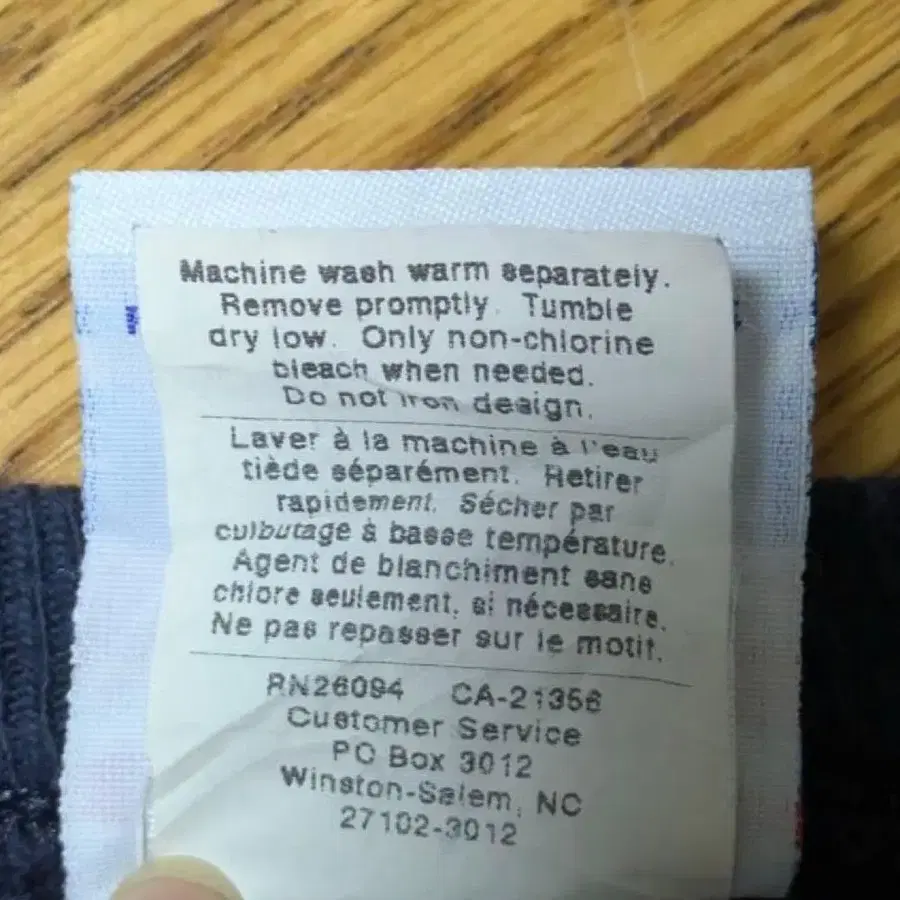 Machine wash warm separately.
Remove promptly. Tumble
dry low. Only non-chlorine
bleach when needed.
Do not iron design.
Laver à la machine à l'eau
tiède séparément. Retirer
rapidement. Sécher par
culbutage à basse température.
Agent de blanchiment sans
chlore seulement, si nécessaire.
Ne pas repasser sur le motif.
RN26094 CA-21356
Customer Service
PO Box 3012
Winston-Salem, NC
27102-3012